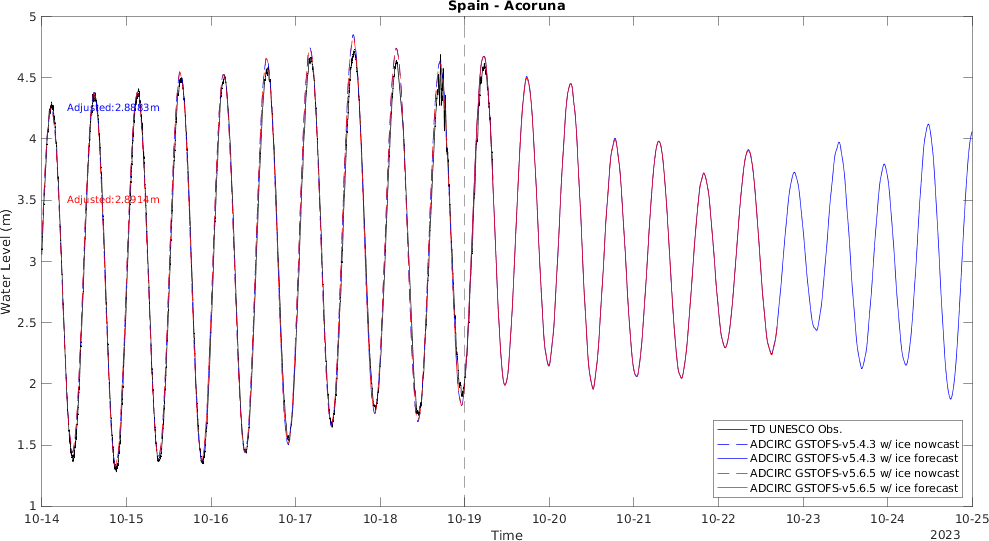 Spain - Acoruna
5
4.5
4
3.5
3
2.5
2
1.5
1
Water Level (m)
Adjusted:2.8883m
Adjusted:2.8914m
TD UNESCO Obs.
ADCIRC GSTOFS-v5.4.3 w/ ice nowcast
ADCIRC GSTOFS-v5.4.3 w/ ice forecast
ADCIRC GSTOFS-v5.6.5 w/ ice nowcast
ADCIRC GSTOFS-v5.6.5 w/ ice forecast
10-14 10-15 10-16 10-17 10-18 10-19 10-20 10-21 10-22 10-23 10-24 10-25
Time
2023